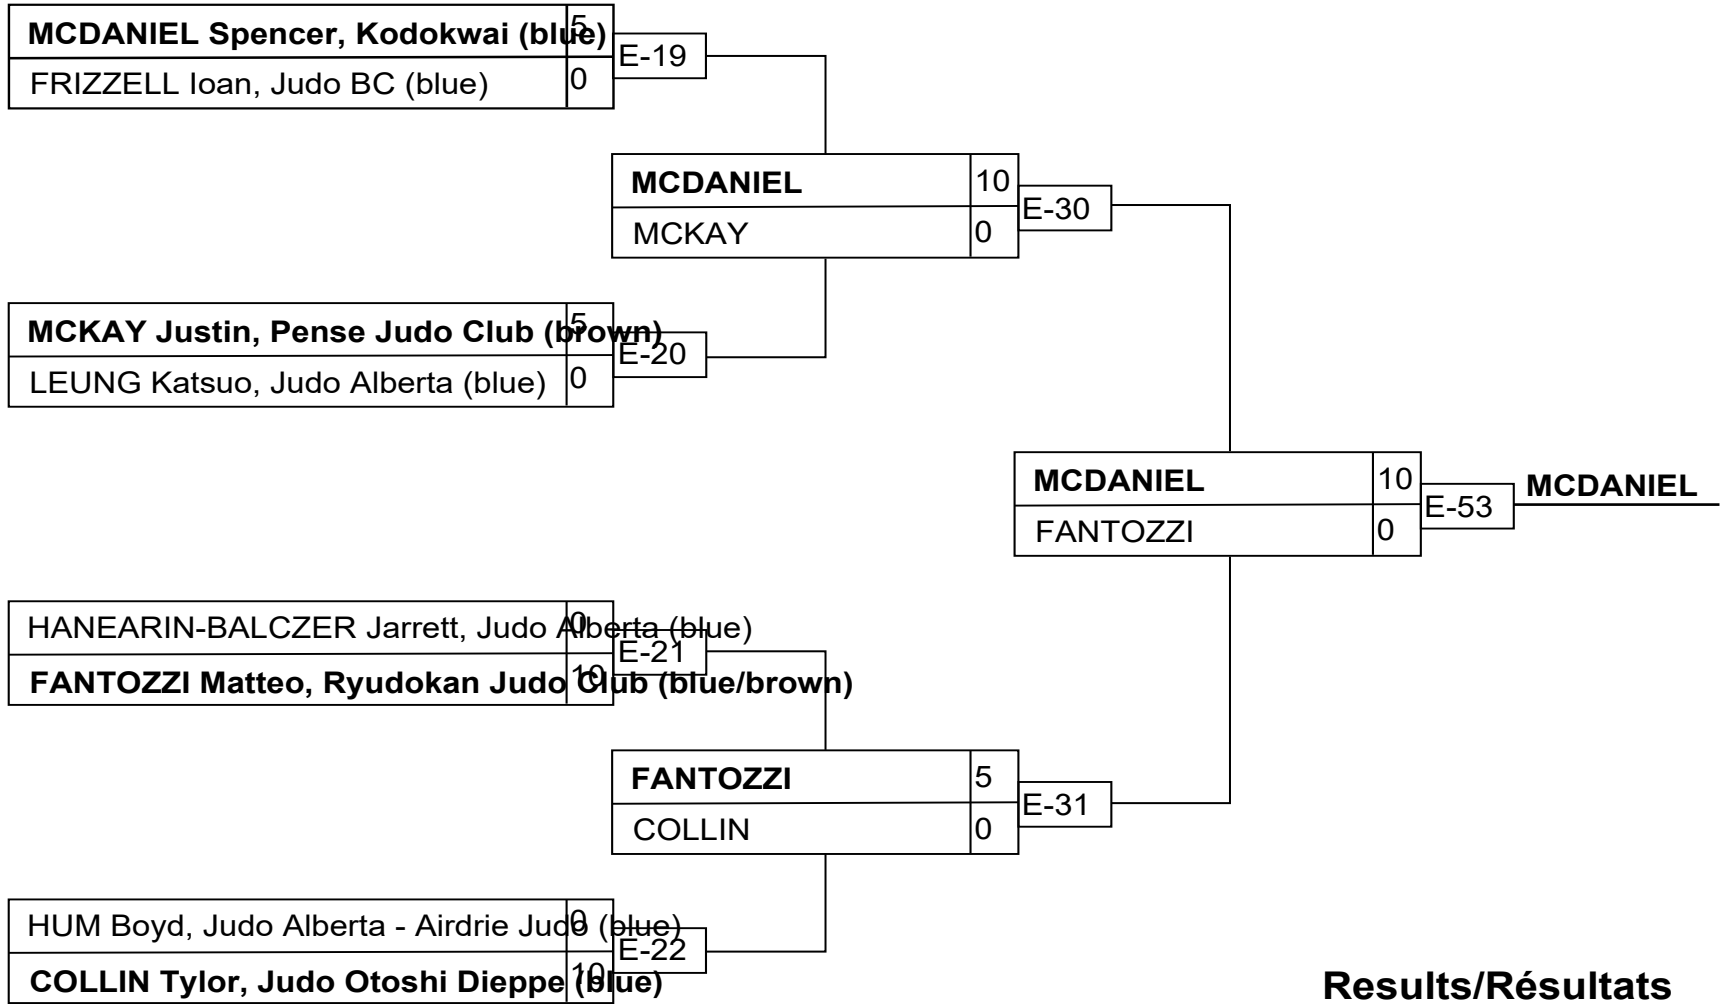 MCDANIEL Spencer, Kodokwai (blue) 5
E-19
FRIZZELL Ioan, Judo BC (blue) 0
MCDANIEL 10
E-30
MCKAY 0
MCKAY Justin, Pense Judo Club (brown) 5
E-20
LEUNG Katsuo, Judo Alberta (blue) 0
MCDANIEL 10
E-53
MCDANIEL
FANTOZZI 0
HANEARIN-BALCZER Jarrett, Judo Alberta (blue) 0
E-21
FANTOZZI Matteo, Ryudokan Judo Club (blue/brown) 10
FANTOZZI 5
E-31
COLLIN 0
HUM Boyd, Judo Alberta - Airdrie Judo (blue) 0
E-22
COLLIN Tylor, Judo Otoshi Dieppe (blue) 10
Results/Résultats